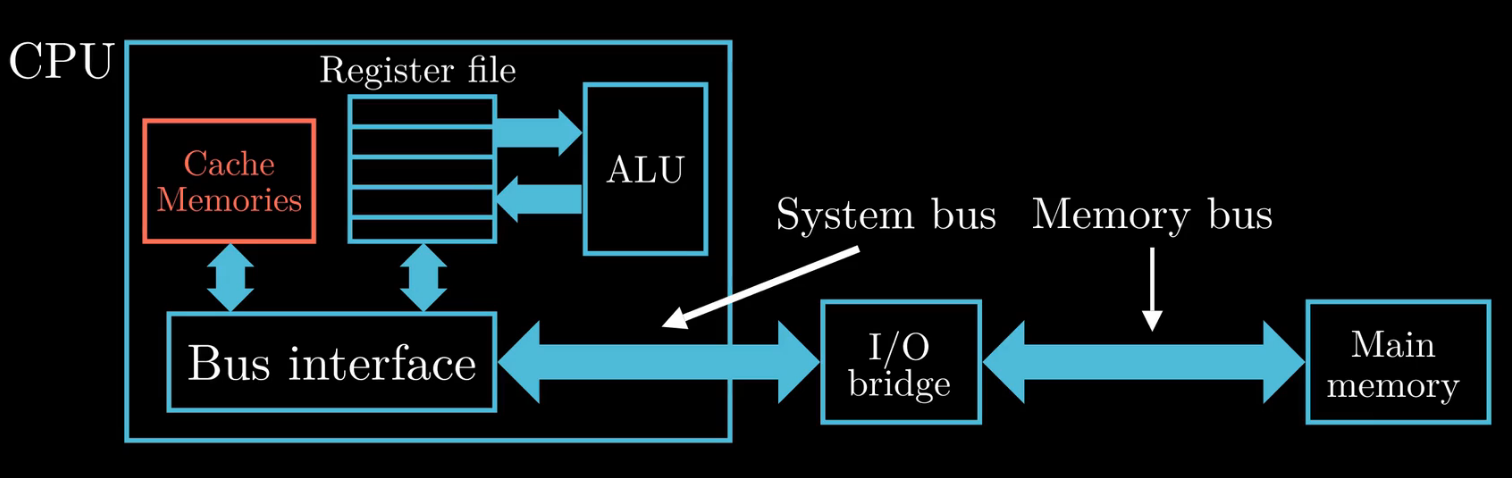 CPU
Register file
Cache
Memories
ALU
System bus
Memory bus
Bus interface
I/O
bridge
Main
memory